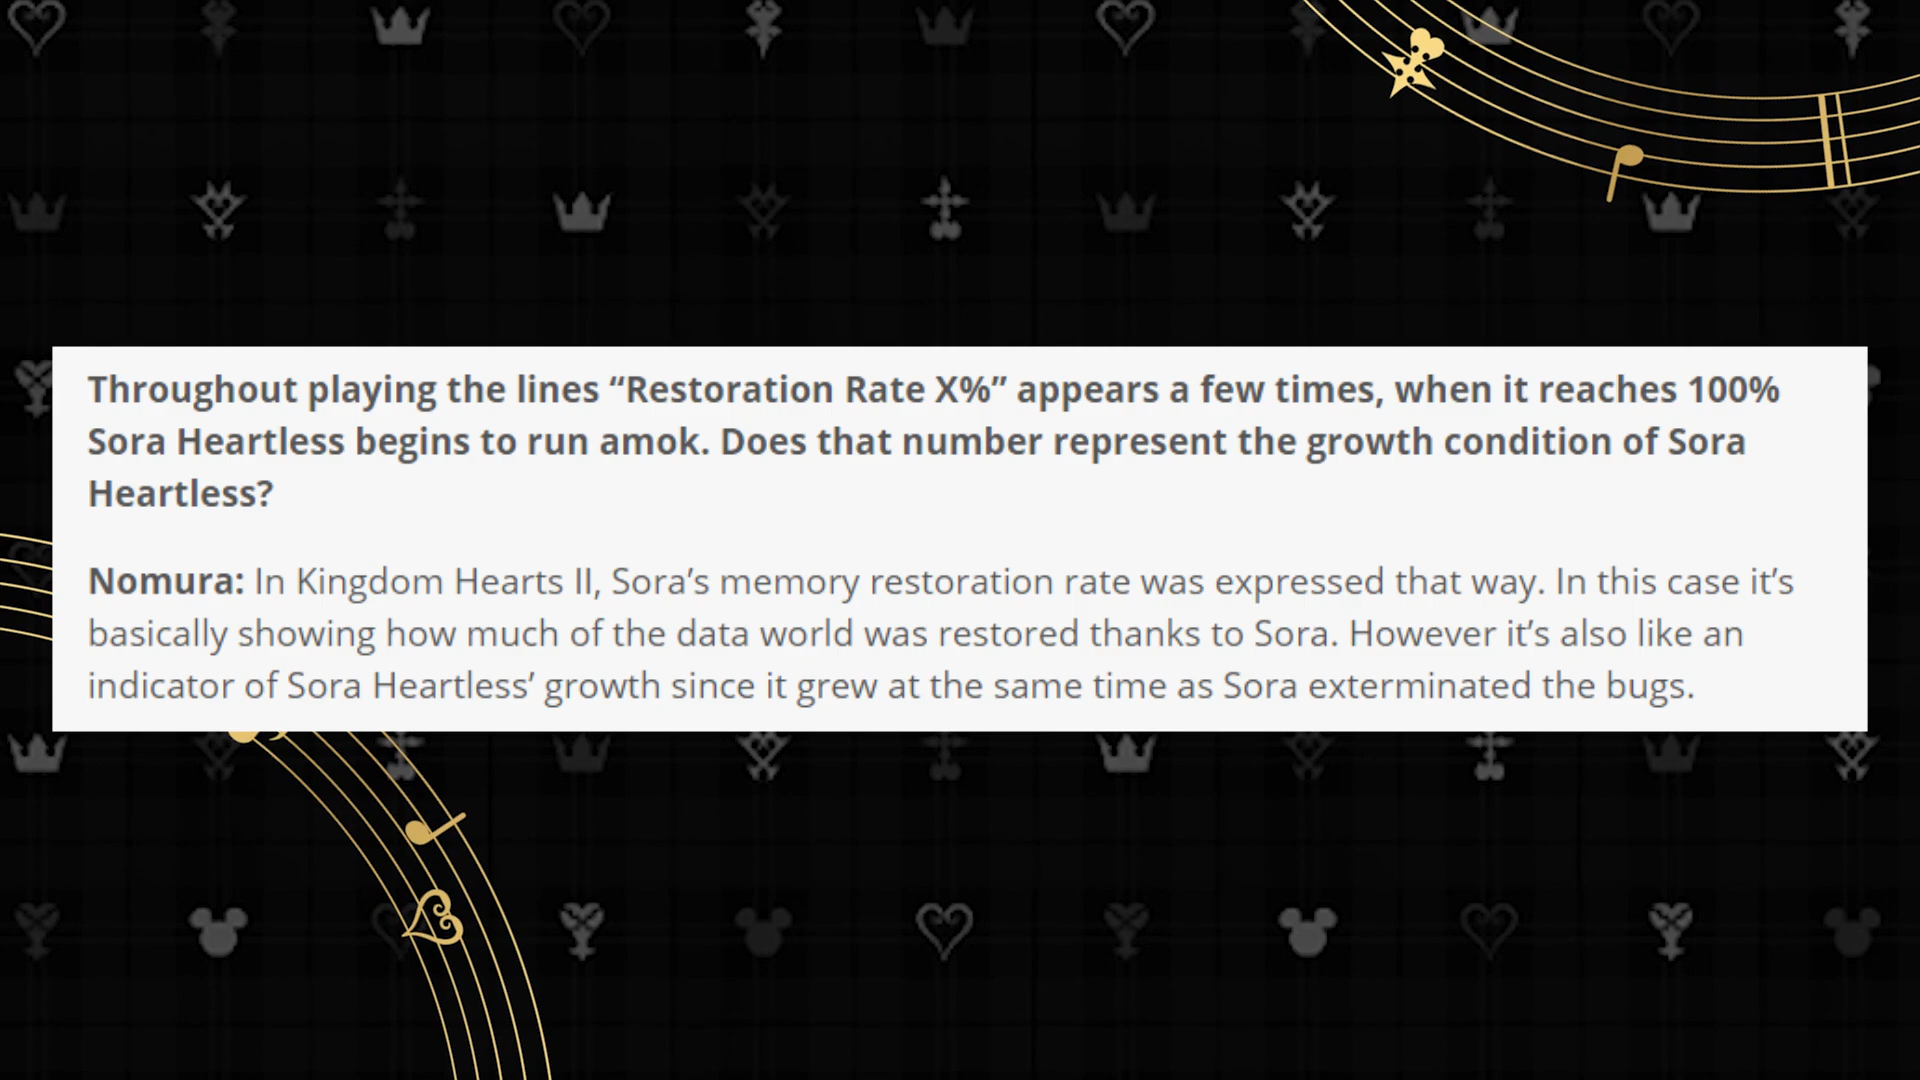 Throughout playing the lines “Restoration Rate X%” appears a few times, when it reaches 100%
Sora Heartless begins to run amok. Does that number represent the growth condition of Sora
Heartless?
Nomura: In Kingdom Hearts II, Sora’s memory restoration rate was expressed that way. In this case it’s
basically showing how much of the data world was restored thanks to Sora. However it’s also like an
indicator of Sora Heartless’ growth since it grew at the same time as Sora exterminated the bugs.